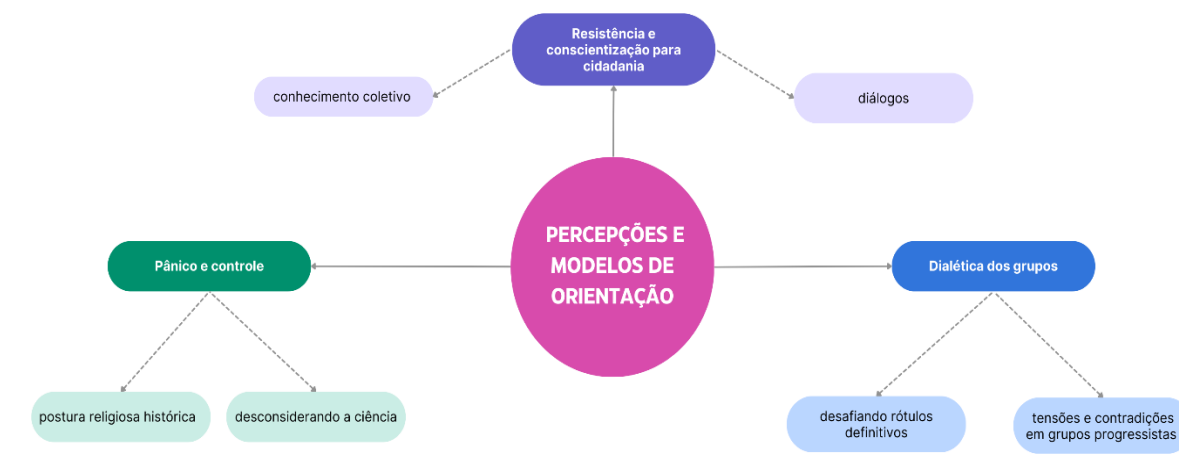 Resistência e
conscientização para
cidadania
conhecimento coletivo
diálogos
PERCEPÇÕES E
MODELOS DE
ORIENTAÇÃO
Pânico e controle
Dialética dos grupos
postura religiosa histórica
desconsiderando a ciência
desafiando rótulos
definitivos
tensões e contradições
em grupos progressistas